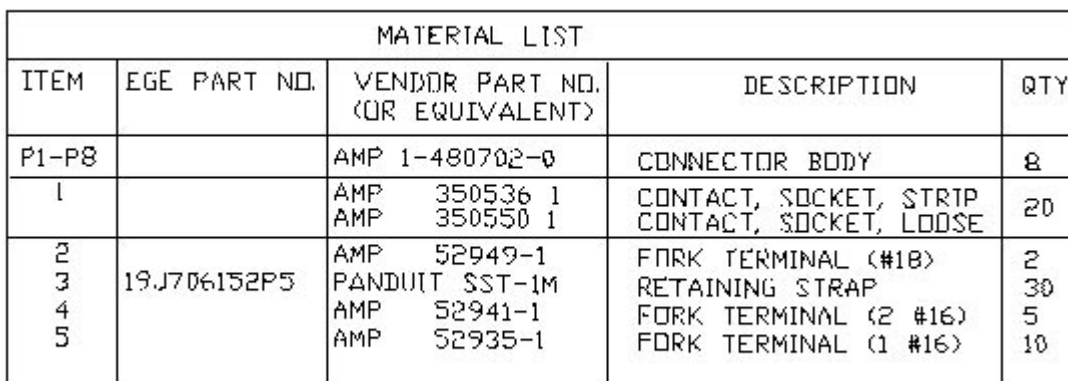 MATERIAL LIST
ITEM EGE PART NO. VENDOR PART NO. DESCRIPTION QTY
(OR EQUIVALENT)
P1-P8 AMP 1-480702-0 CONNECTOR BODY 8
1 AMP 350536 1 CONTACT, SOCKET, STRIP 20
AMP 350550 1 CONTACT, SOCKET, LOOSE
2 AMP 52949-1 FORK TERMINAL (#18) 2
3 19J706152P5 PANDUIT SST-1M RETAINING STRAP 30
4 AMP 52941-1 FORK TERMINAL (2 #16) 5
5 AMP 52935-1 FORK TERMINAL (1 #16) 10